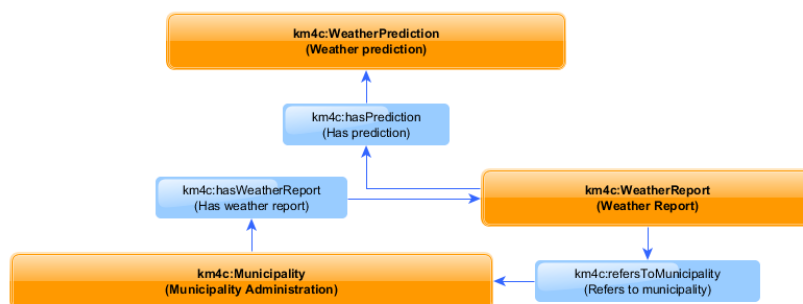 km4c:WeatherPrediction
(Weather prediction)
km4c:hasPrediction
(Has prediction)
km4c:hasWeatherReport
(Has weather report)
km4c:WeatherReport
(Weather Report)
km4c:Municipality
(Municipality Administration)
km4c:refersToMunicipality
(Refers to municipality)